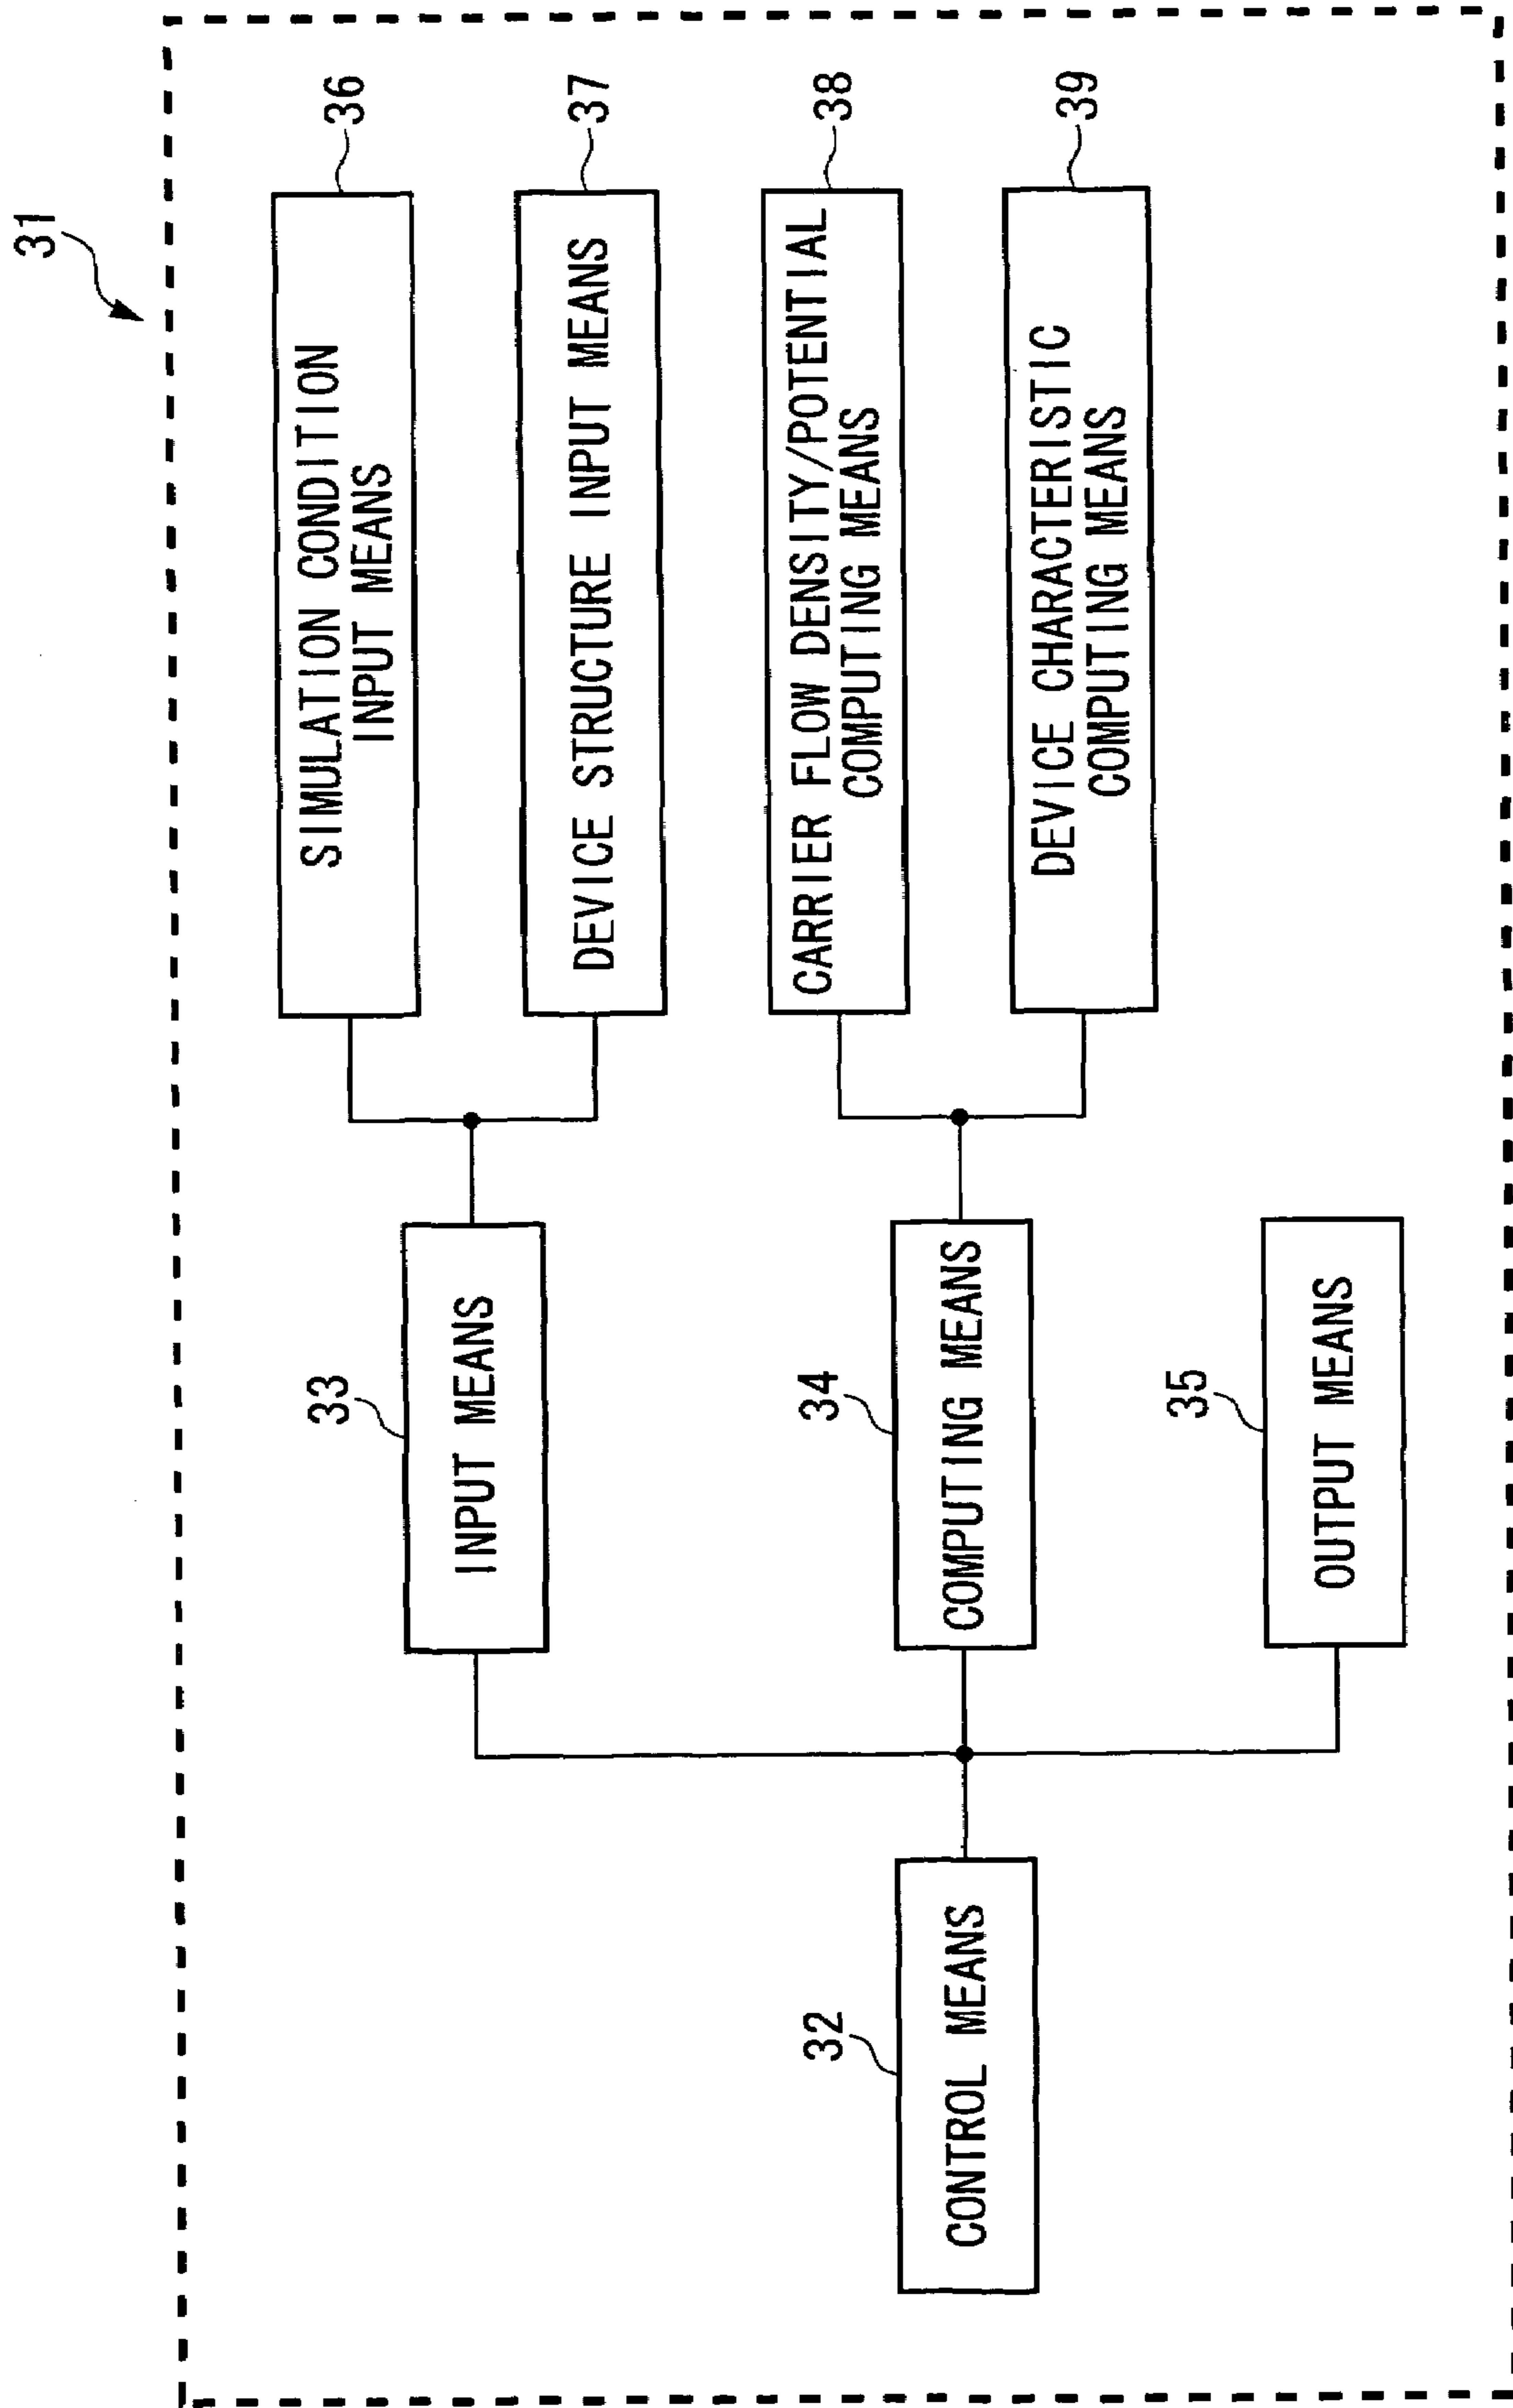 31
32
CONTROL MEANS
33
INPUT MEANS
34
COMPUTING MEANS
35
OUTPUT MEANS
36
SIMULATION CONDITION
INPUT MEANS
37
DEVICE STRUCTURE INPUT MEANS
38
CARRIER FLOW DENSITY/POTENTIAL
COMPUTING MEANS
39
DEVICE CHARACTERISTIC
COMPUTING MEANS